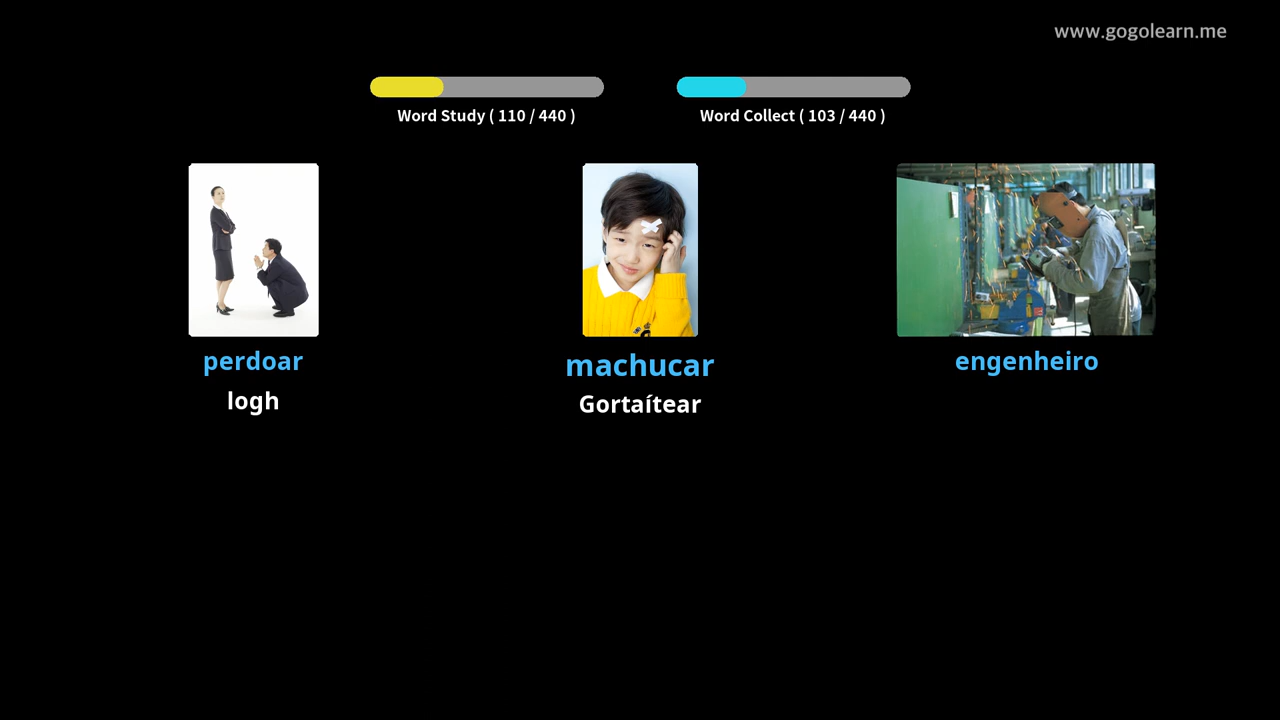 www.gogolearn.me
Word Study ( 110 / 440 )
Word Collect ( 103 / 440 )
perdoar
machucar
engenheiro
logh
Gortaítear